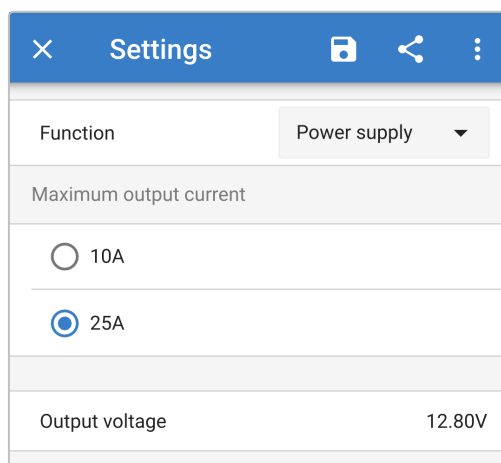 Settings
Function
Power supply
Maximum output current
10A
25A
Output voltage
12.80V